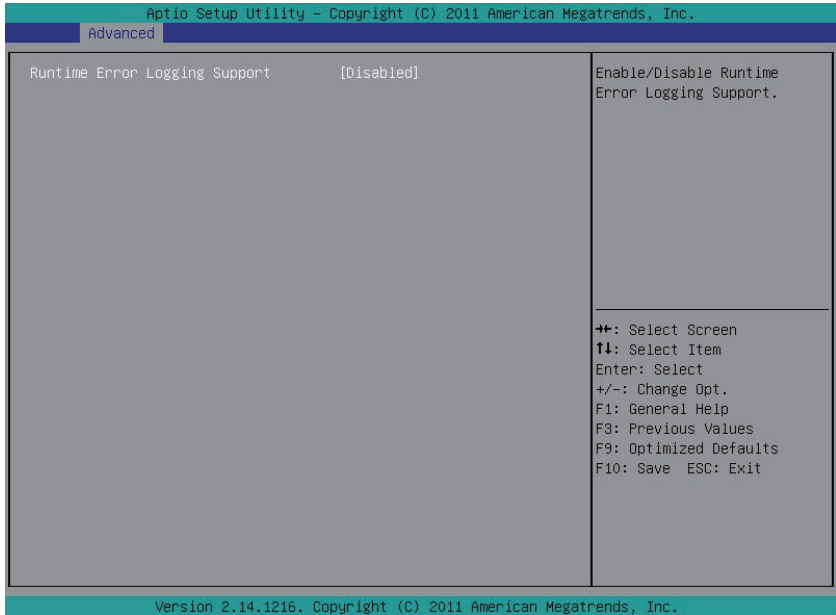 Aptio Setup Utility – Copyright (C) 2011 American Megatrends, Inc.
Advanced
Runtime Error Logging Support [Disabled]
Enable/Disable Runtime
Error Logging Support.
→←: Select Screen
↑↓: Select Item
Enter: Select
+/-: Change Opt.
F1: General Help
F3: Previous Values
F9: Optimized Defaults
F10: Save ESC: Exit
Version 2.14.1216. Copyright (C) 2011 American Megatrends, Inc.